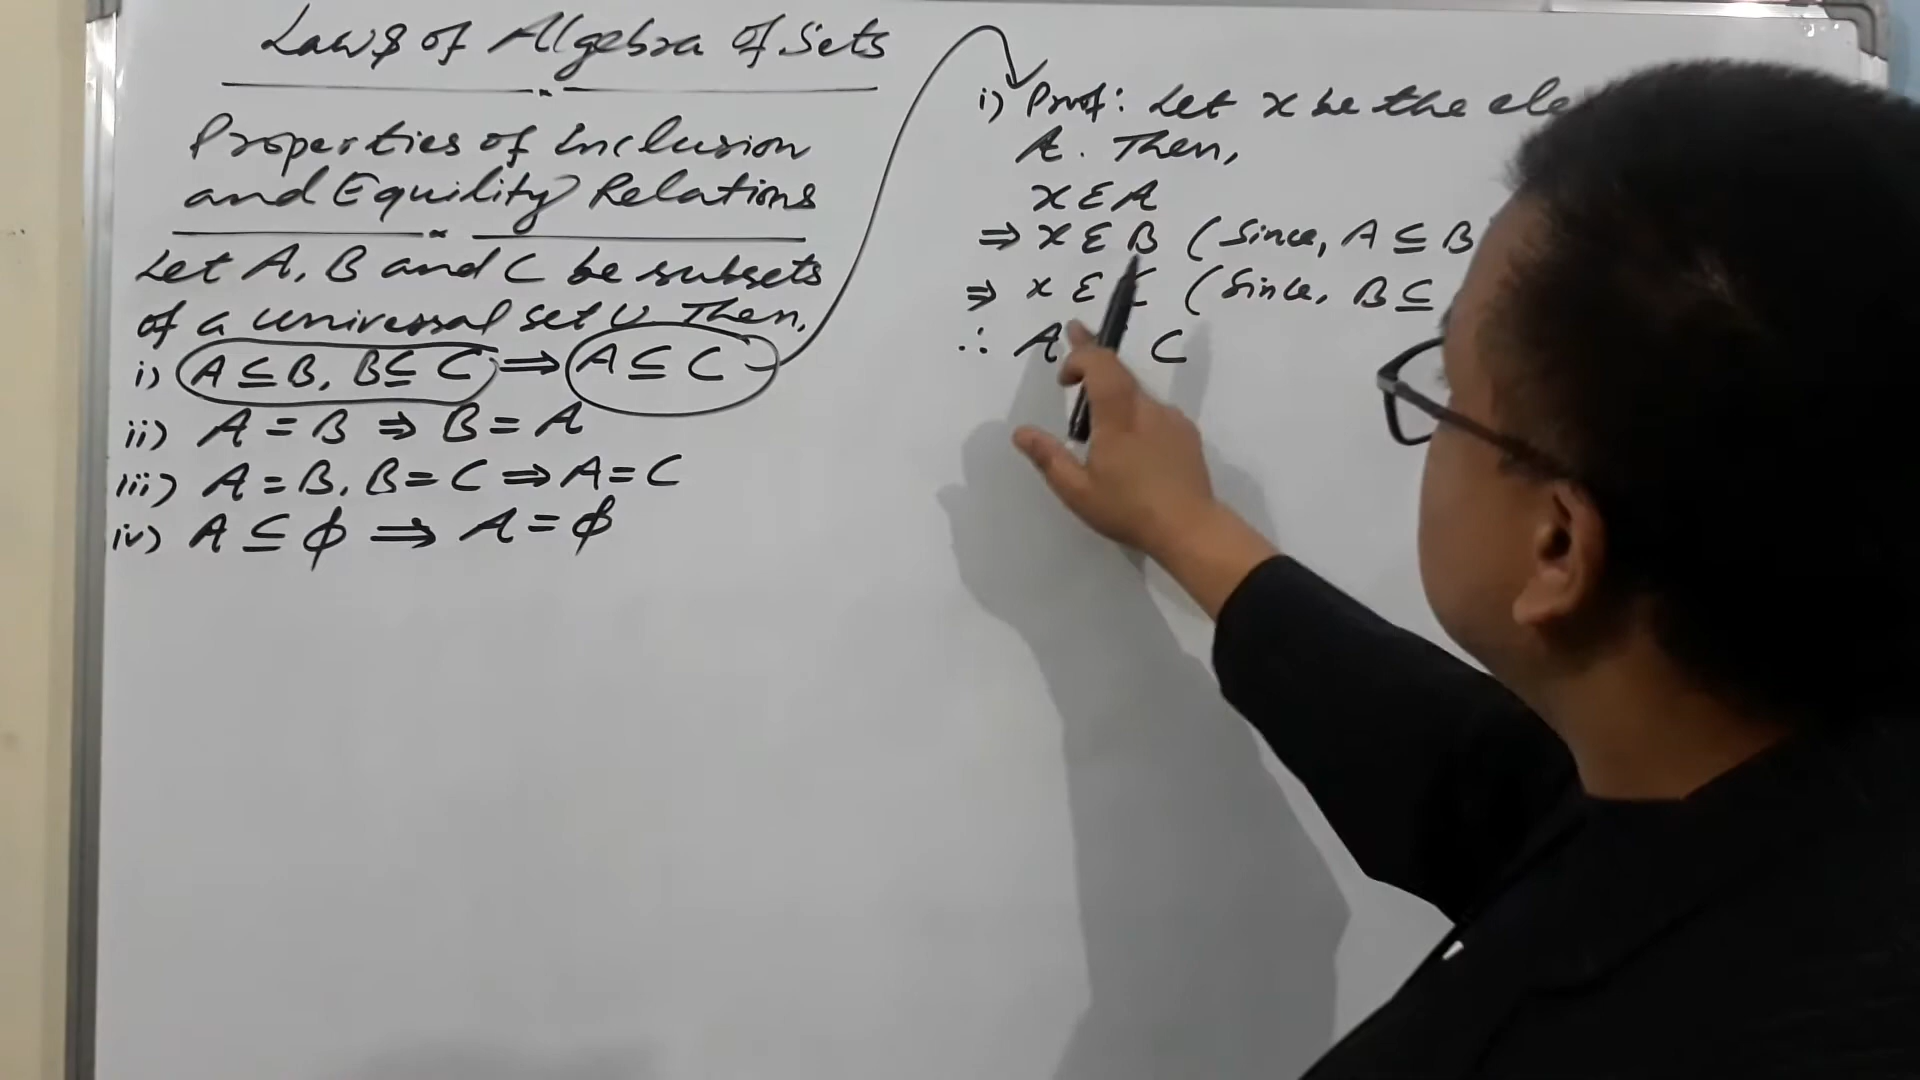 Laws of Algebra of Sets
Properties of Inclusion
and Equility Relations
Let A, B and C be subsets
of a universal set U Then,
i) A ⊆ B, B ⊆ C ⇒ A ⊆ C
ii) A = B ⇒ B = A
iii) A = B, B = C ⇒ A = C
iv) A ⊆ ϕ ⇒ A = ϕ
i) Proof: Let x be the
A. Then,
x ∈ A
⇒ x ∈ B (Since, A ⊆ B
⇒ x ∈ C (Since, B ⊆
∴ A C